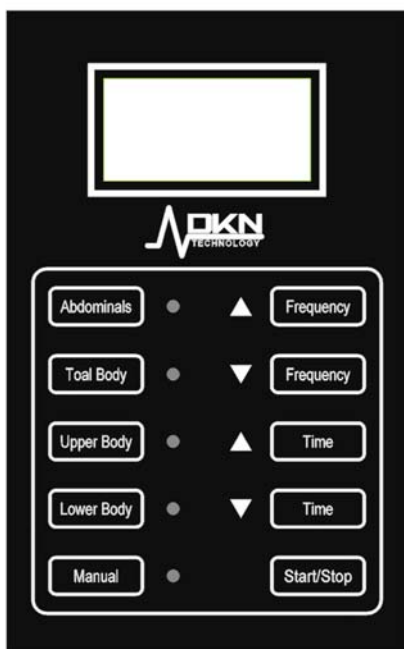 DKN
TECHNOLOGY
Abdominals
Frequency
Toal Body
Frequency
Upper Body
Time
Lower Body
Time
Manual
Start/Stop